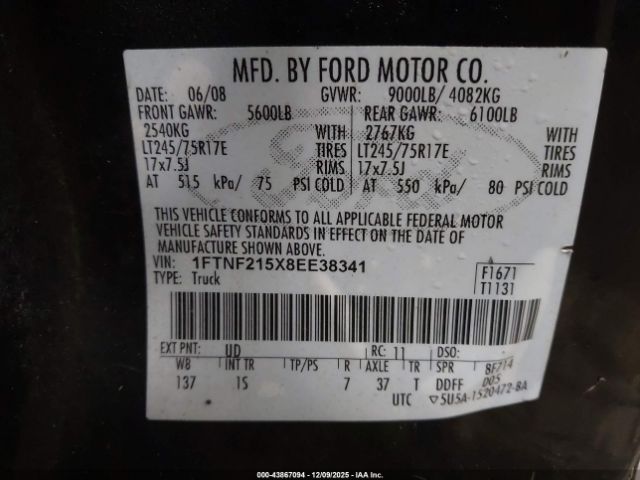 MFD. BY FORD MOTOR CO.
DATE: 06/08 GVWR: 9000LB/ 4082KG
FRONT GAWR: 5600LB REAR GAWR: 6100LB
2540KG WITH 2767KG WITH
LT245/75R17E TIRES LT245/75R17E TIRES
17x7.5J RIMS 17x7.5J RIMS
AT 515 kPa/ 75 PSI COLD AT 550 kPa/ 80 PSI COLD
THIS VEHICLE CONFORMS TO ALL APPLICABLE FEDERAL MOTOR
VEHICLE SAFETY STANDARDS IN EFFECT ON THE DATE OF
MANUFACTURE SHOWN ABOVE.
VIN: 1FTNF215X8EE38341 F1671
TYPE: Truck T1131
EXT PNT: UD RC: 11 DSO:
WB INT TR TP/PS R AXLE TR SPR 8F714
137 1S 7 37 T DDFF D05
UTC ▽5U5A-1520472-BA
000-43867094 - 12/09/2025 - IAA, Inc.